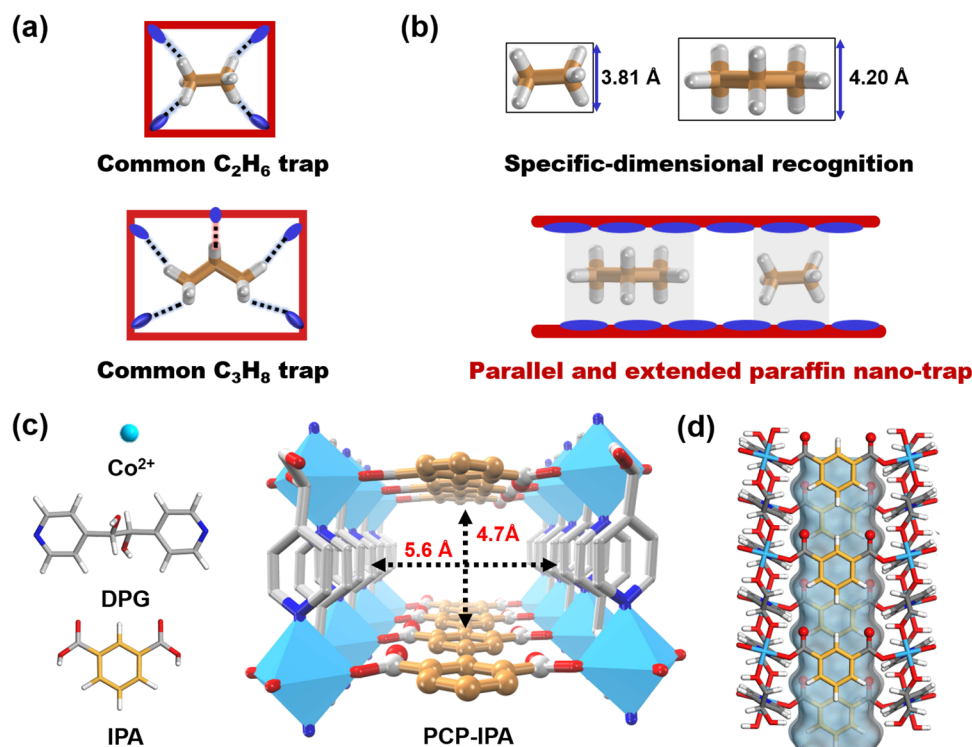 (a)
Common C₂H₆ trap
Common C₃H₈ trap
(b)
3.81 Å
4.20 Å
Specific-dimensional recognition
Parallel and extended paraffin nano-trap
(c)
Co²⁺
DPG
IPA
5.6 Å
4.7Å
PCP-IPA
(d)